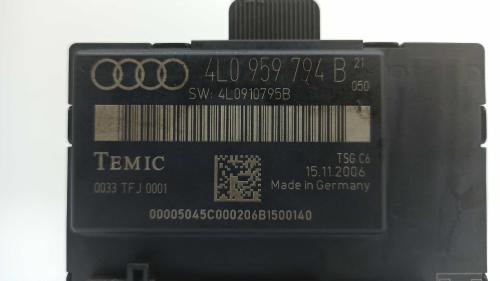 4L0 959 794 B 21
050
SW: 4L0910795B
TEMIC
TSG C6
0033 TFJ 0001
15.11.2006
Made in Germany
00005045C000206B1500140